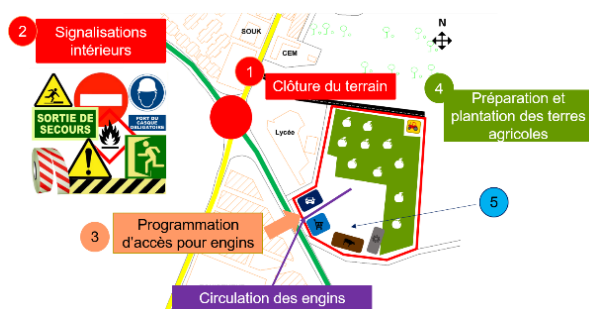 2
Signalisations
intérieurs
SORTIE DE
SECOURS
PORT DU
CASQUE
OBLIGATOIRE
SOUK
CEM
N
1
Clôture du terrain
4
Préparation et
plantation des terres
agricoles
Lycée
5
3
Programmation
d'accès pour engins
Circulation des engins